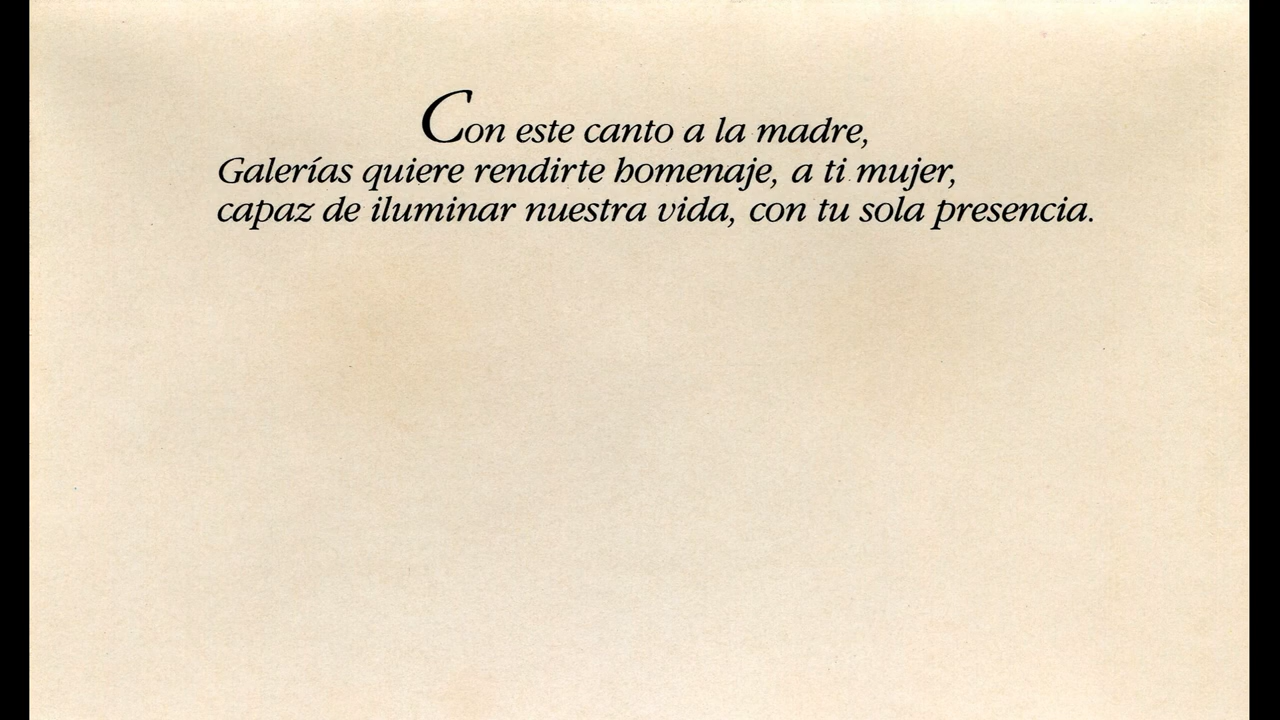 Con este canto a la madre,
Galerías quiere rendirte homenaje, a ti mujer,
capaz de iluminar nuestra vida, con tu sola presencia.